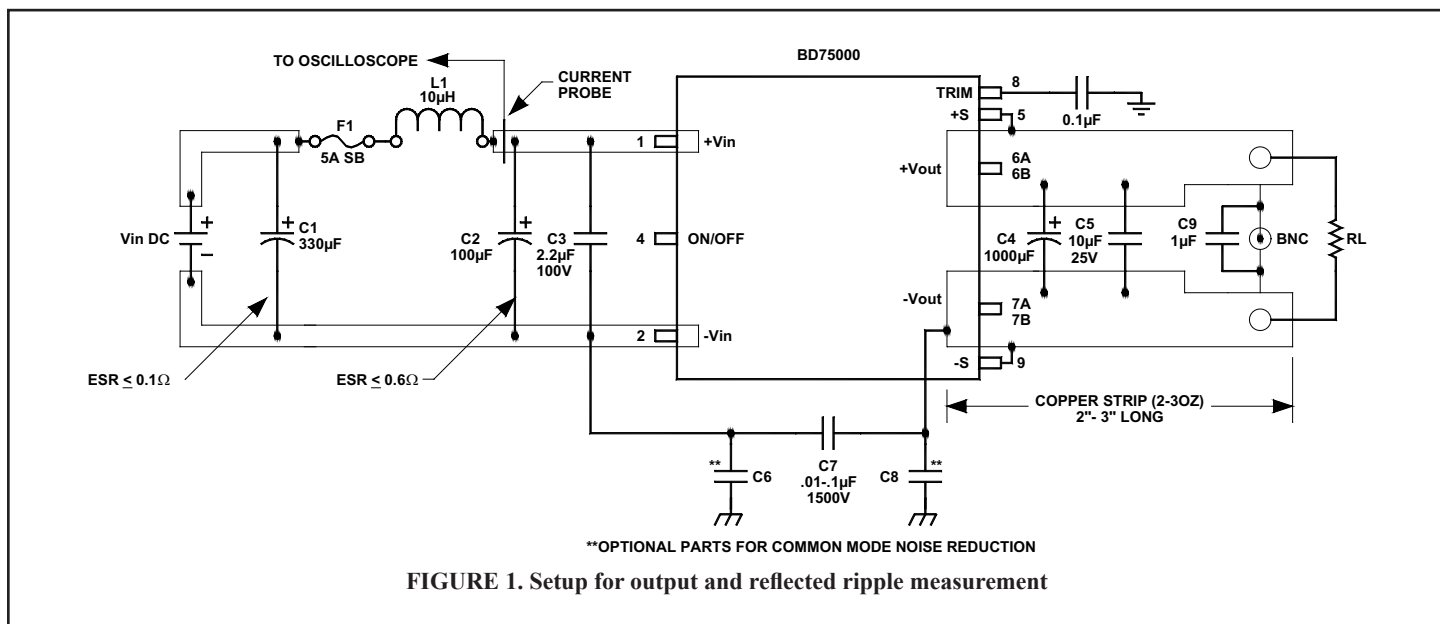 BD75000
TO OSCILLOSCOPE
CURRENT
PROBE
L1
10µH
F1
5A SB
8
TRIM
0.1µF
+S
5
1
+Vin
+Vout
6A
6B
Vin DC
+
−
+
C1
330µF
+
C2
100µF
C3
2.2µF
100V
4
ON/OFF
+
C4
1000µF
C5
10µF
25V
C9
1µF
BNC
RL
-Vout
7A
7B
2
-Vin
-S
9
ESR ≤ 0.1Ω
ESR ≤ 0.6Ω
COPPER STRIP (2-3OZ)
2"- 3" LONG
**
C6
C7
.01-.1µF
1500V
C8
**
**OPTIONAL PARTS FOR COMMON MODE NOISE REDUCTION
FIGURE 1. Setup for output and reflected ripple measurement